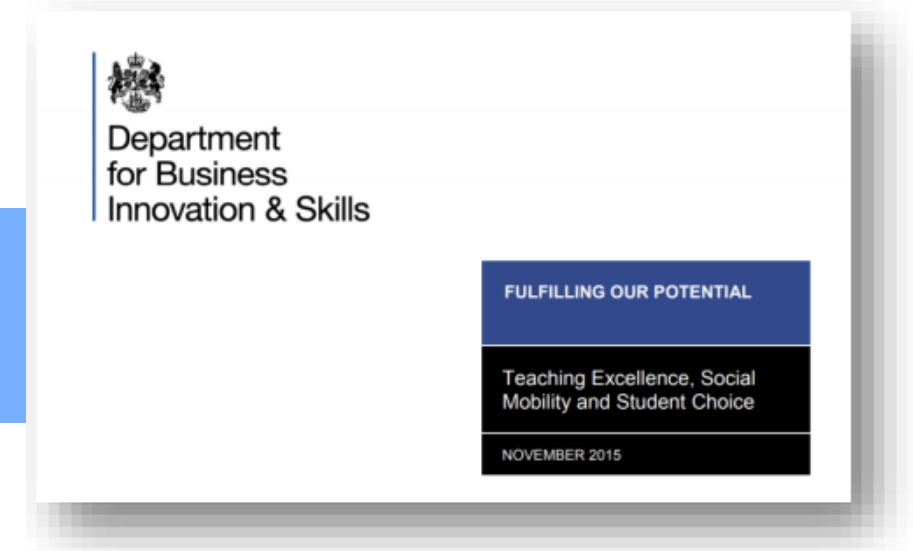 Department
for Business
Innovation & Skills
FULFILLING OUR POTENTIAL
Teaching Excellence, Social
Mobility and Student Choice
NOVEMBER 2015